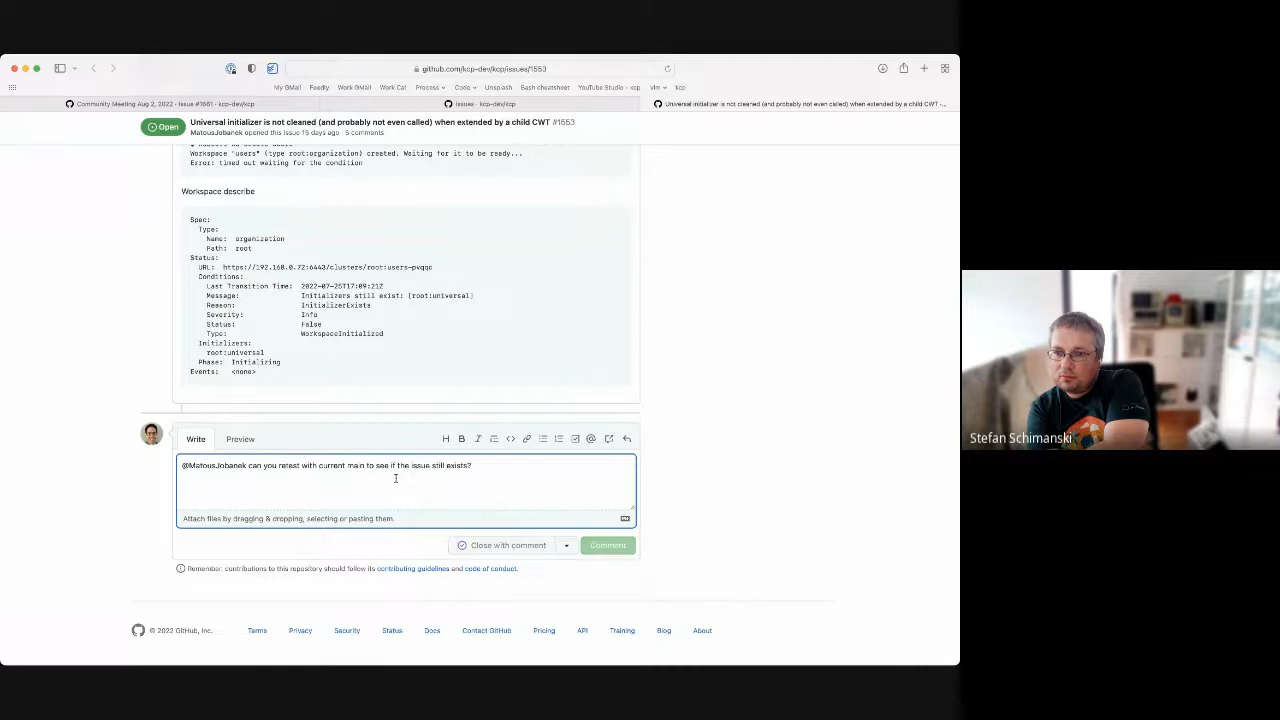 github.com/kcp-dev/kcp/issues/1553
My GMail Feedly Work GMail Work Cal Process Code Unsplash Bash cheatsheet YouTube Studio - kcp vim kcp
Community Meeting Aug 2, 2022 · Issue #1661 · kcp-dev/kcp
Issues · kcp-dev/kcp
Universal initializer is not cleaned (and probably not even called) when extended by a child CWT · ...
Open
Universal initializer is not cleaned (and probably not even called) when extended by a child CWT #1553
MatousJobanek opened this issue 15 days ago · 5 comments
Workspace "users" (type root:organization) created. Waiting for it to be ready...
Error: timed out waiting for the condition
Workspace describe
Spec:
Type:
Name: organization
Path: root
Status:
URL: https://192.168.0.72:6443/clusters/root:users-pvqqc
Conditions:
Last Transition Time: 2022-07-25T17:09:21Z
Message: Initializers still exist: [root:universal]
Reason: InitializerExists
Severity: Info
Status: False
Type: WorkspaceInitialized
Initializers:
root:universal
Phase: Initializing
Events: <none>
Write Preview
@MatousJobanek can you retest with current main to see if the issue still exists?
Attach files by dragging & dropping, selecting or pasting them.
Close with comment
Comment
Remember: contributions to this repository should follow its contributing guidelines and code of conduct.
© 2022 GitHub, Inc. Terms Privacy Security Status Docs Contact GitHub Pricing API Training Blog About
Stefan Schimanski